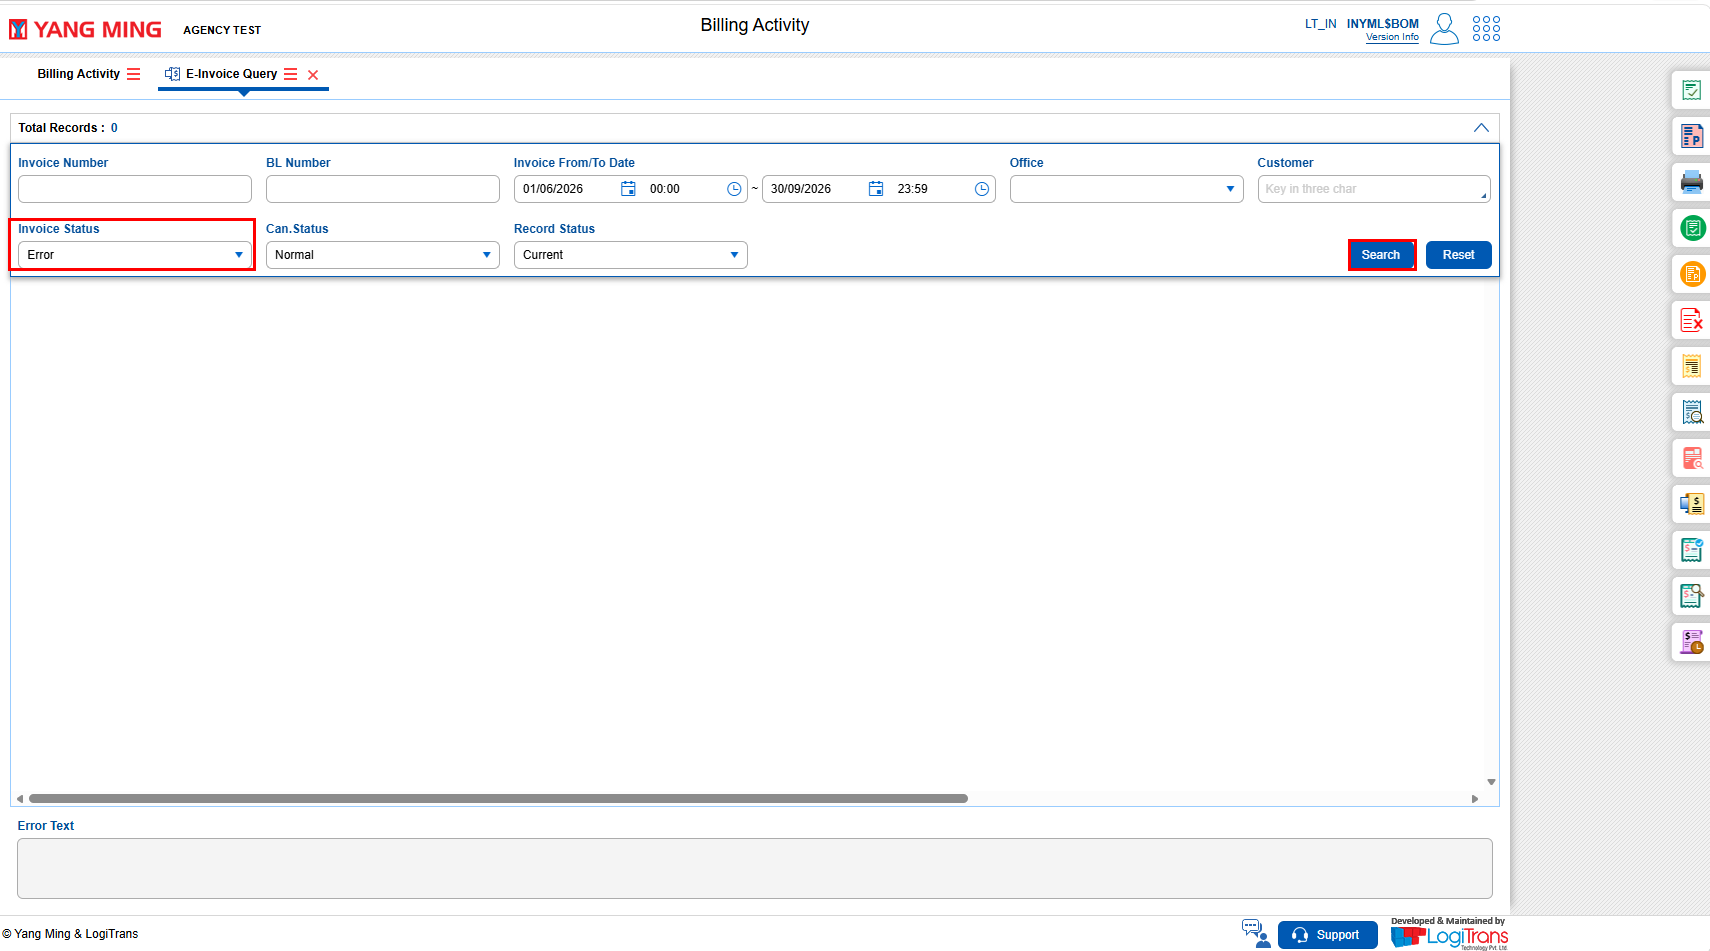 YANG MING
AGENCY TEST
Billing Activity
LT_IN INYML$BOM
Version Info
Billing Activity
E-Invoice Query
Total Records : 0
Invoice Number
BL Number
Invoice From/To Date
Office
Customer
01/06/2026 00:00 ~ 30/09/2026 23:59
Key in three char
Invoice Status
Can.Status
Record Status
Error
Normal
Current
Search
Reset
Error Text
© Yang Ming & LogiTrans
Support
Developed & Maintained by
LogiTrans
Technology Pvt. Ltd.